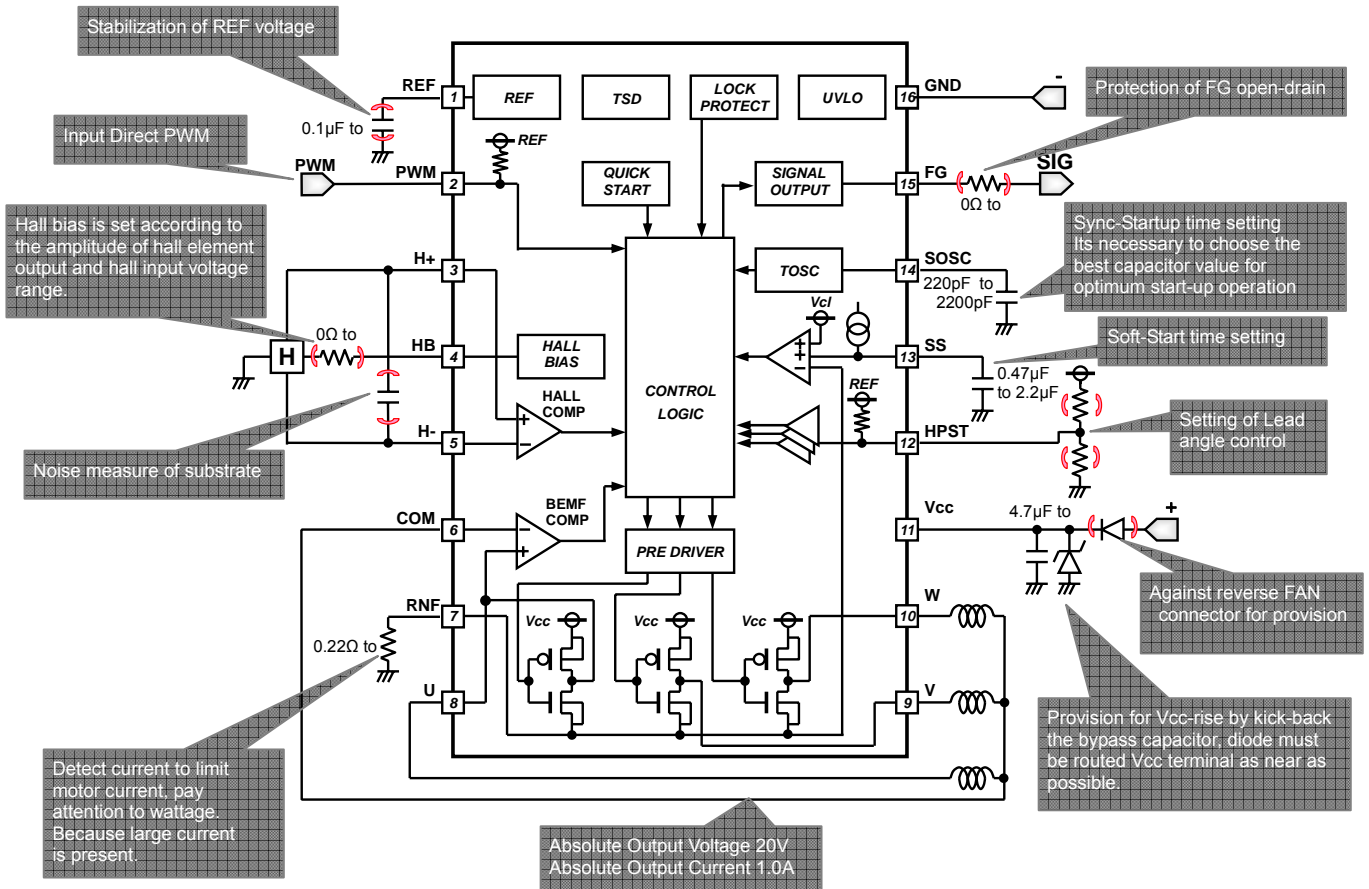 Stabilization of REF voltage
REF
1
0.1µF to
Input Direct PWM
PWM
PWM
2
REF
REF
TSD
LOCK
PROTECT
UVLO
16
GND
-
Protection of FG open-drain
QUICK
START
SIGNAL
OUTPUT
15
FG
SIG
0Ω to
Hall bias is set according to
the amplitude of hall element
output and hall input voltage
range.
H+
3
TOSC
14
SOSC
220pF to
2200pF
Sync-Startup time setting
Its necessary to choose the
best capacitor value for
optimum start-up operation
0Ω to
H
HB
4
HALL
BIAS
HALL
COMP
CONTROL
LOGIC
Vcl
13
SS
0.47µF
to 2.2µF
Soft-Start time setting
H-
5
REF
12
HPST
Setting of Lead
angle control
Noise measure of substrate
COM
6
BEMF
COMP
PRE DRIVER
11
Vcc
4.7µF to
+
Against reverse FAN
connector for provision
RNF
7
0.22Ω to
Vcc
Vcc
Vcc
10
W
U
8
9
V
Provision for Vcc-rise by kick-back
the bypass capacitor, diode must
be routed Vcc terminal as near as
possible.
Detect current to limit
motor current, pay
attention to wattage.
Because large current
is present.
Absolute Output Voltage 20V
Absolute Output Current 1.0A